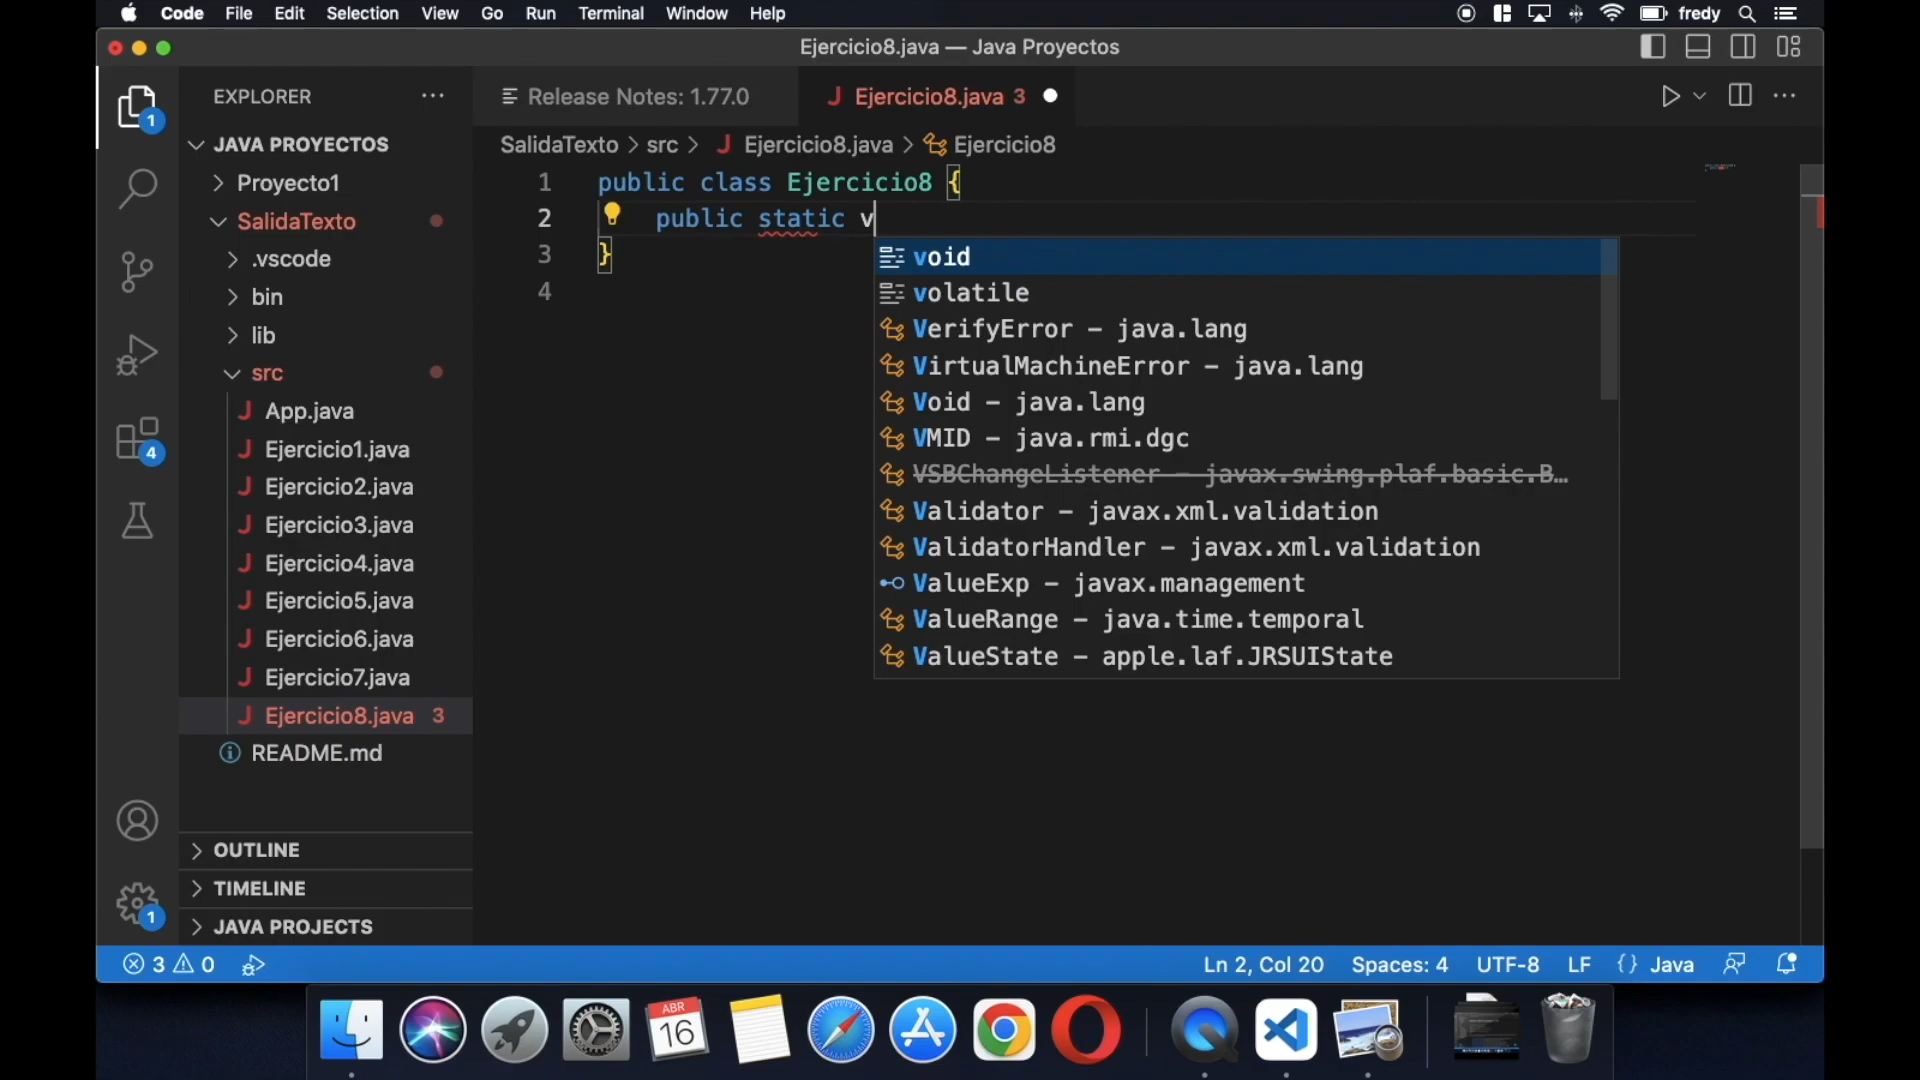 Code File Edit Selection View Go Run Terminal Window Help fredy
Ejercicio8.java — Java Proyectos
EXPLORER ···
Release Notes: 1.77.0
Ejercicio8.java 3
1
JAVA PROYECTOS
SalidaTexto > src > Ejercicio8.java > Ejercicio8
Proyecto1
SalidaTexto
.vscode
bin
lib
src
App.java
Ejercicio1.java
Ejercicio2.java
Ejercicio3.java
Ejercicio4.java
Ejercicio5.java
Ejercicio6.java
Ejercicio7.java
Ejercicio8.java 3
README.md
4
OUTLINE
TIMELINE
JAVA PROJECTS
1
1 public class Ejercicio8 {
2 public static v
3 }
4
void
volatile
VerifyError – java.lang
VirtualMachineError – java.lang
Void – java.lang
VMID – java.rmi.dgc
VSBChangeListener – javax.swing.plaf.basic.B…
Validator – javax.xml.validation
ValidatorHandler – javax.xml.validation
ValueExp – javax.management
ValueRange – java.time.temporal
ValueState – apple.laf.JRSUIState
3 0 Ln 2, Col 20 Spaces: 4 UTF-8 LF {} Java
ABR
16